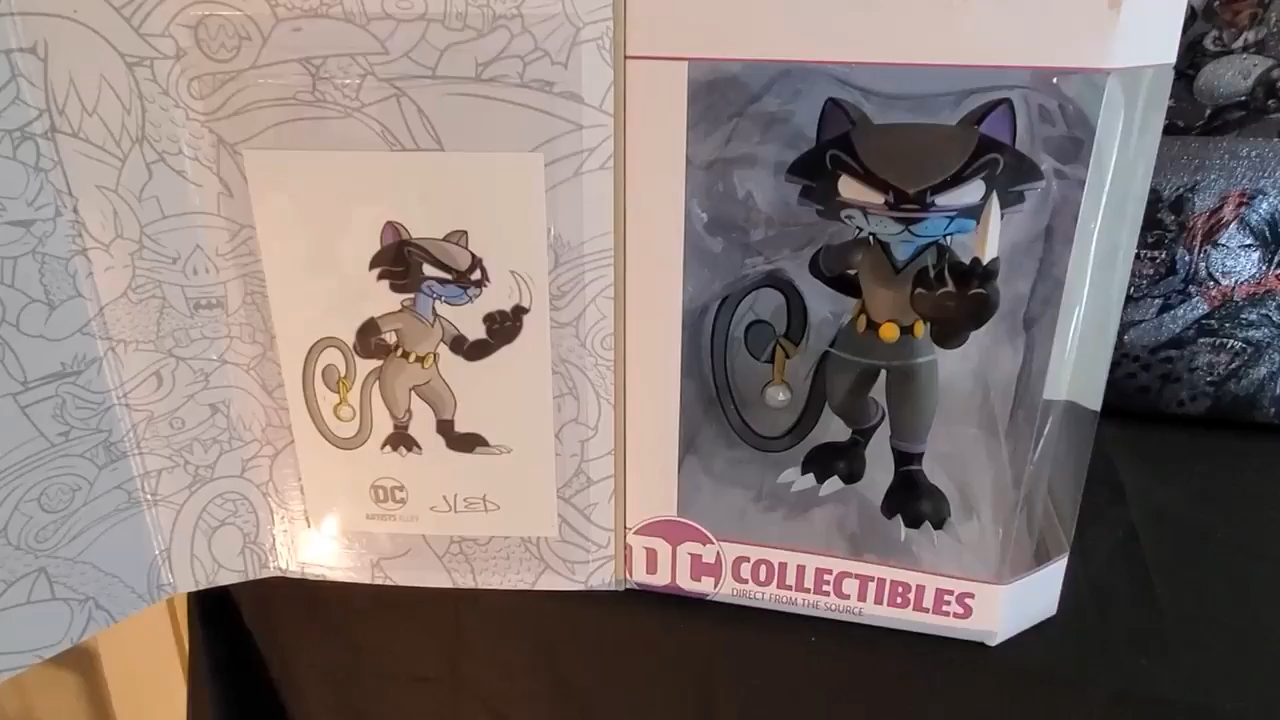 DC
ARTISTS ALLEY
JLED
DC
COLLECTIBLES
DIRECT FROM THE SOURCE